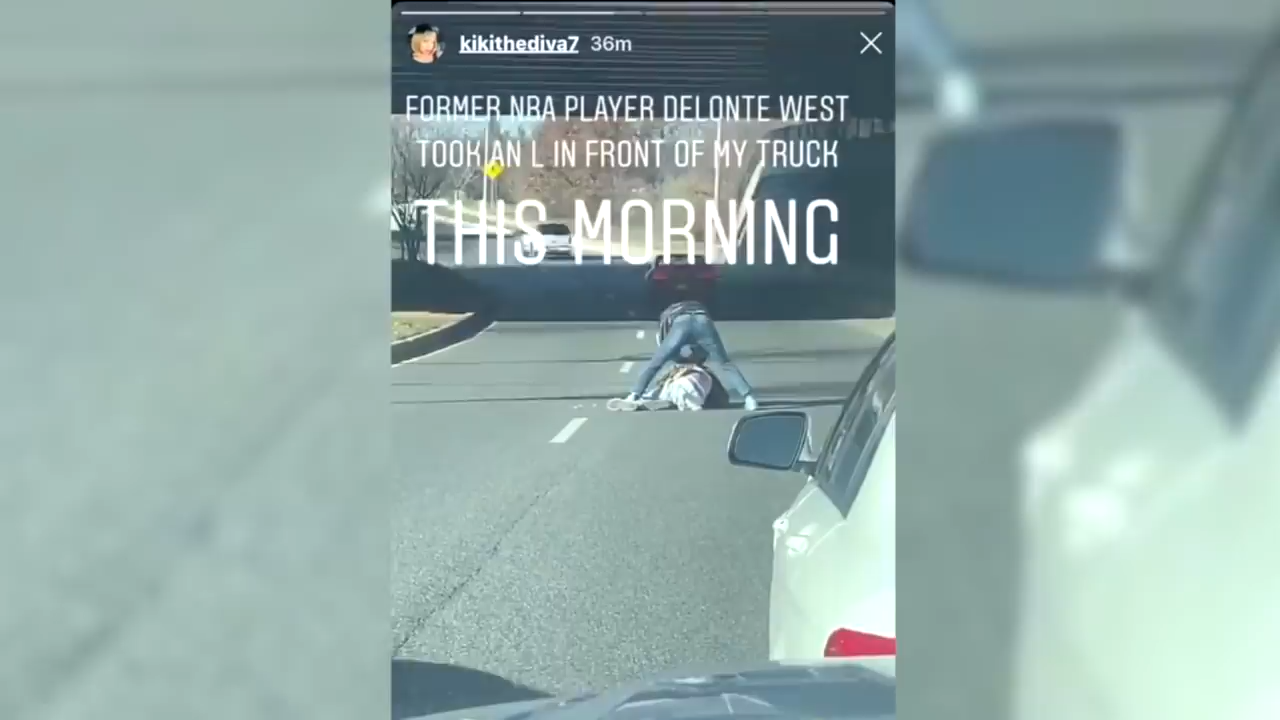 kikithediva7 36m
FORMER NBA PLAYER DELONTE WEST
TOOK AN L IN FRONT OF MY TRUCK
THIS MORNING